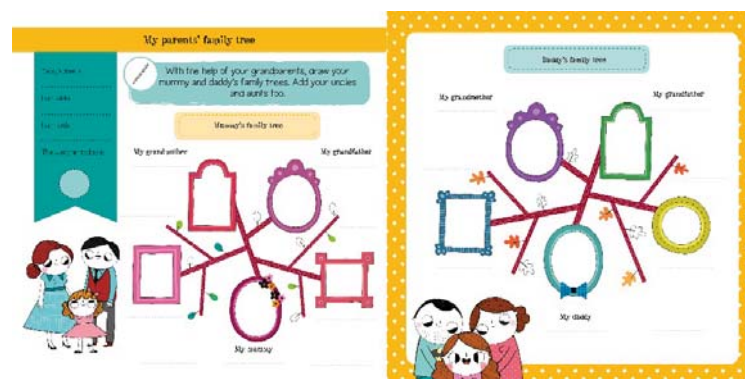 My parents' family tree
With the help of your grandparents, draw your
mummy and daddy's family trees. Add your uncles
and aunts too.
Mummy's family tree
My grandmother
My grandfather
My mummy
Daddy's family tree
My grandmother
My grandfather
My daddy